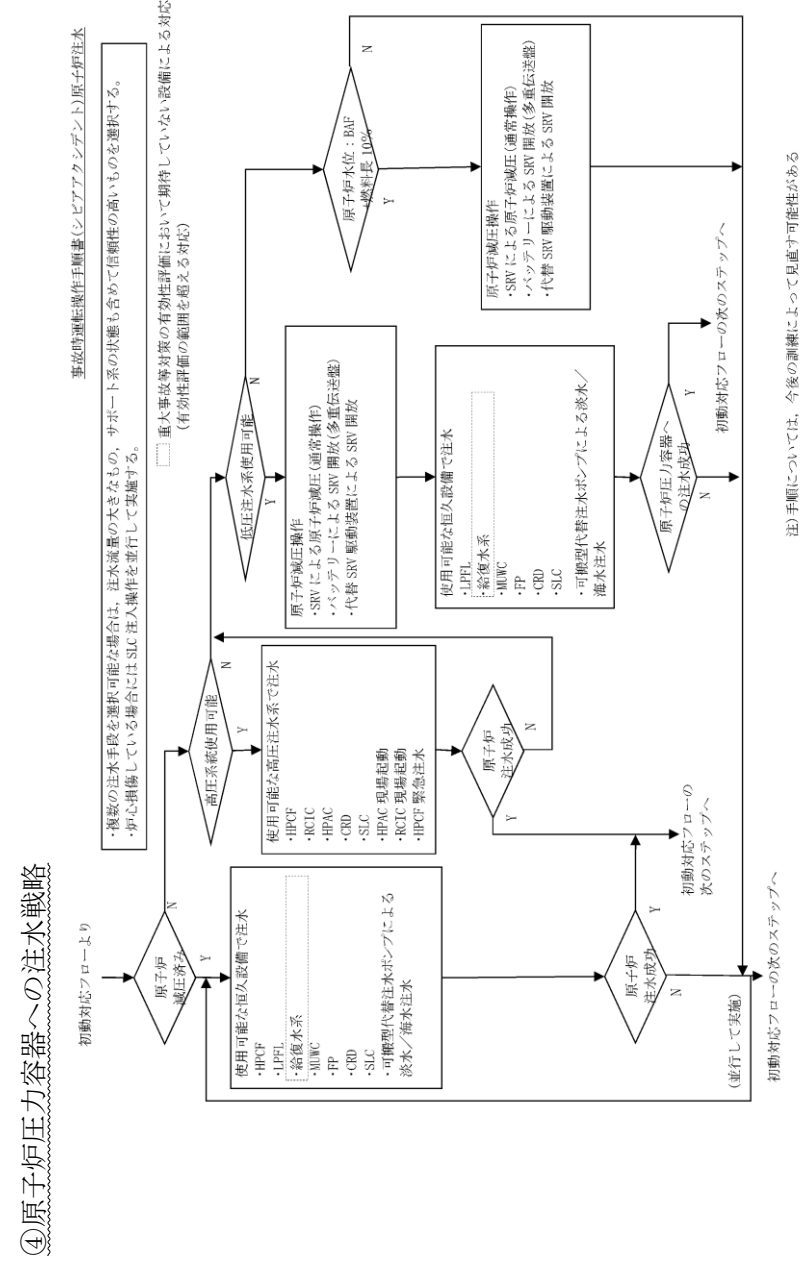 ④原子炉圧力容器への注水戦略
事故時運転操作手順書(シビアアクシデント)原子炉注水
・複数の注水手段を選択可能な場合は，注水流量の大きなもの，サポート系の状態も含めて信頼性の高いものを選択する。
・炉心損傷している場合には SLC 注入操作を並行して実施する。
重大事故等対策の有効性評価において期待していない設備による対応
(有効性評価の範囲を超える対応)
初動対応フローより
原子炉
減圧済み
N
Y
使用可能な恒久設備で注水
・HPCF
・LPFL
・給復水系
・MUWC
・FP
・CRD
・SLC
・可搬型代替注水ポンプによる
淡水／海水注水
原子炉
注水成功
Y
N
(並行して実施)
初動対応フローの次のステップへ
高圧系統使用可能
N
Y
使用可能な高圧注水系で注水
・HPCF
・RCIC
・HPAC
・CRD
・SLC
・HPAC 現場起動
・RCIC 現場起動
・HPCF 緊急注水
原子炉
注水成功
N
Y
初動対応フローの
次のステップへ
低圧注水系使用可能
N
Y
原子炉減圧操作
・SRV による原子炉減圧(通常操作)
・バッテリーによる SRV 開放(多重伝送盤)
・代替 SRV 駆動装置による SRV 開放
使用可能な恒久設備で注水
・LPFL
・給復水系
・MUWC
・FP
・CRD
・SLC
・可搬型代替注水ポンプによる淡水／
海水注水
原子炉圧力容器へ
の注水成功
Y
N
初動対応フローの次のステップへ
原子炉水位：BAF
+燃料長 10%
N
Y
原子炉減圧操作
・SRV による原子炉減圧(通常操作)
・バッテリーによる SRV 開放(多重伝送盤)
・代替 SRV 駆動装置による SRV 開放
注)手順については，今後の訓練によって見直す可能性がある